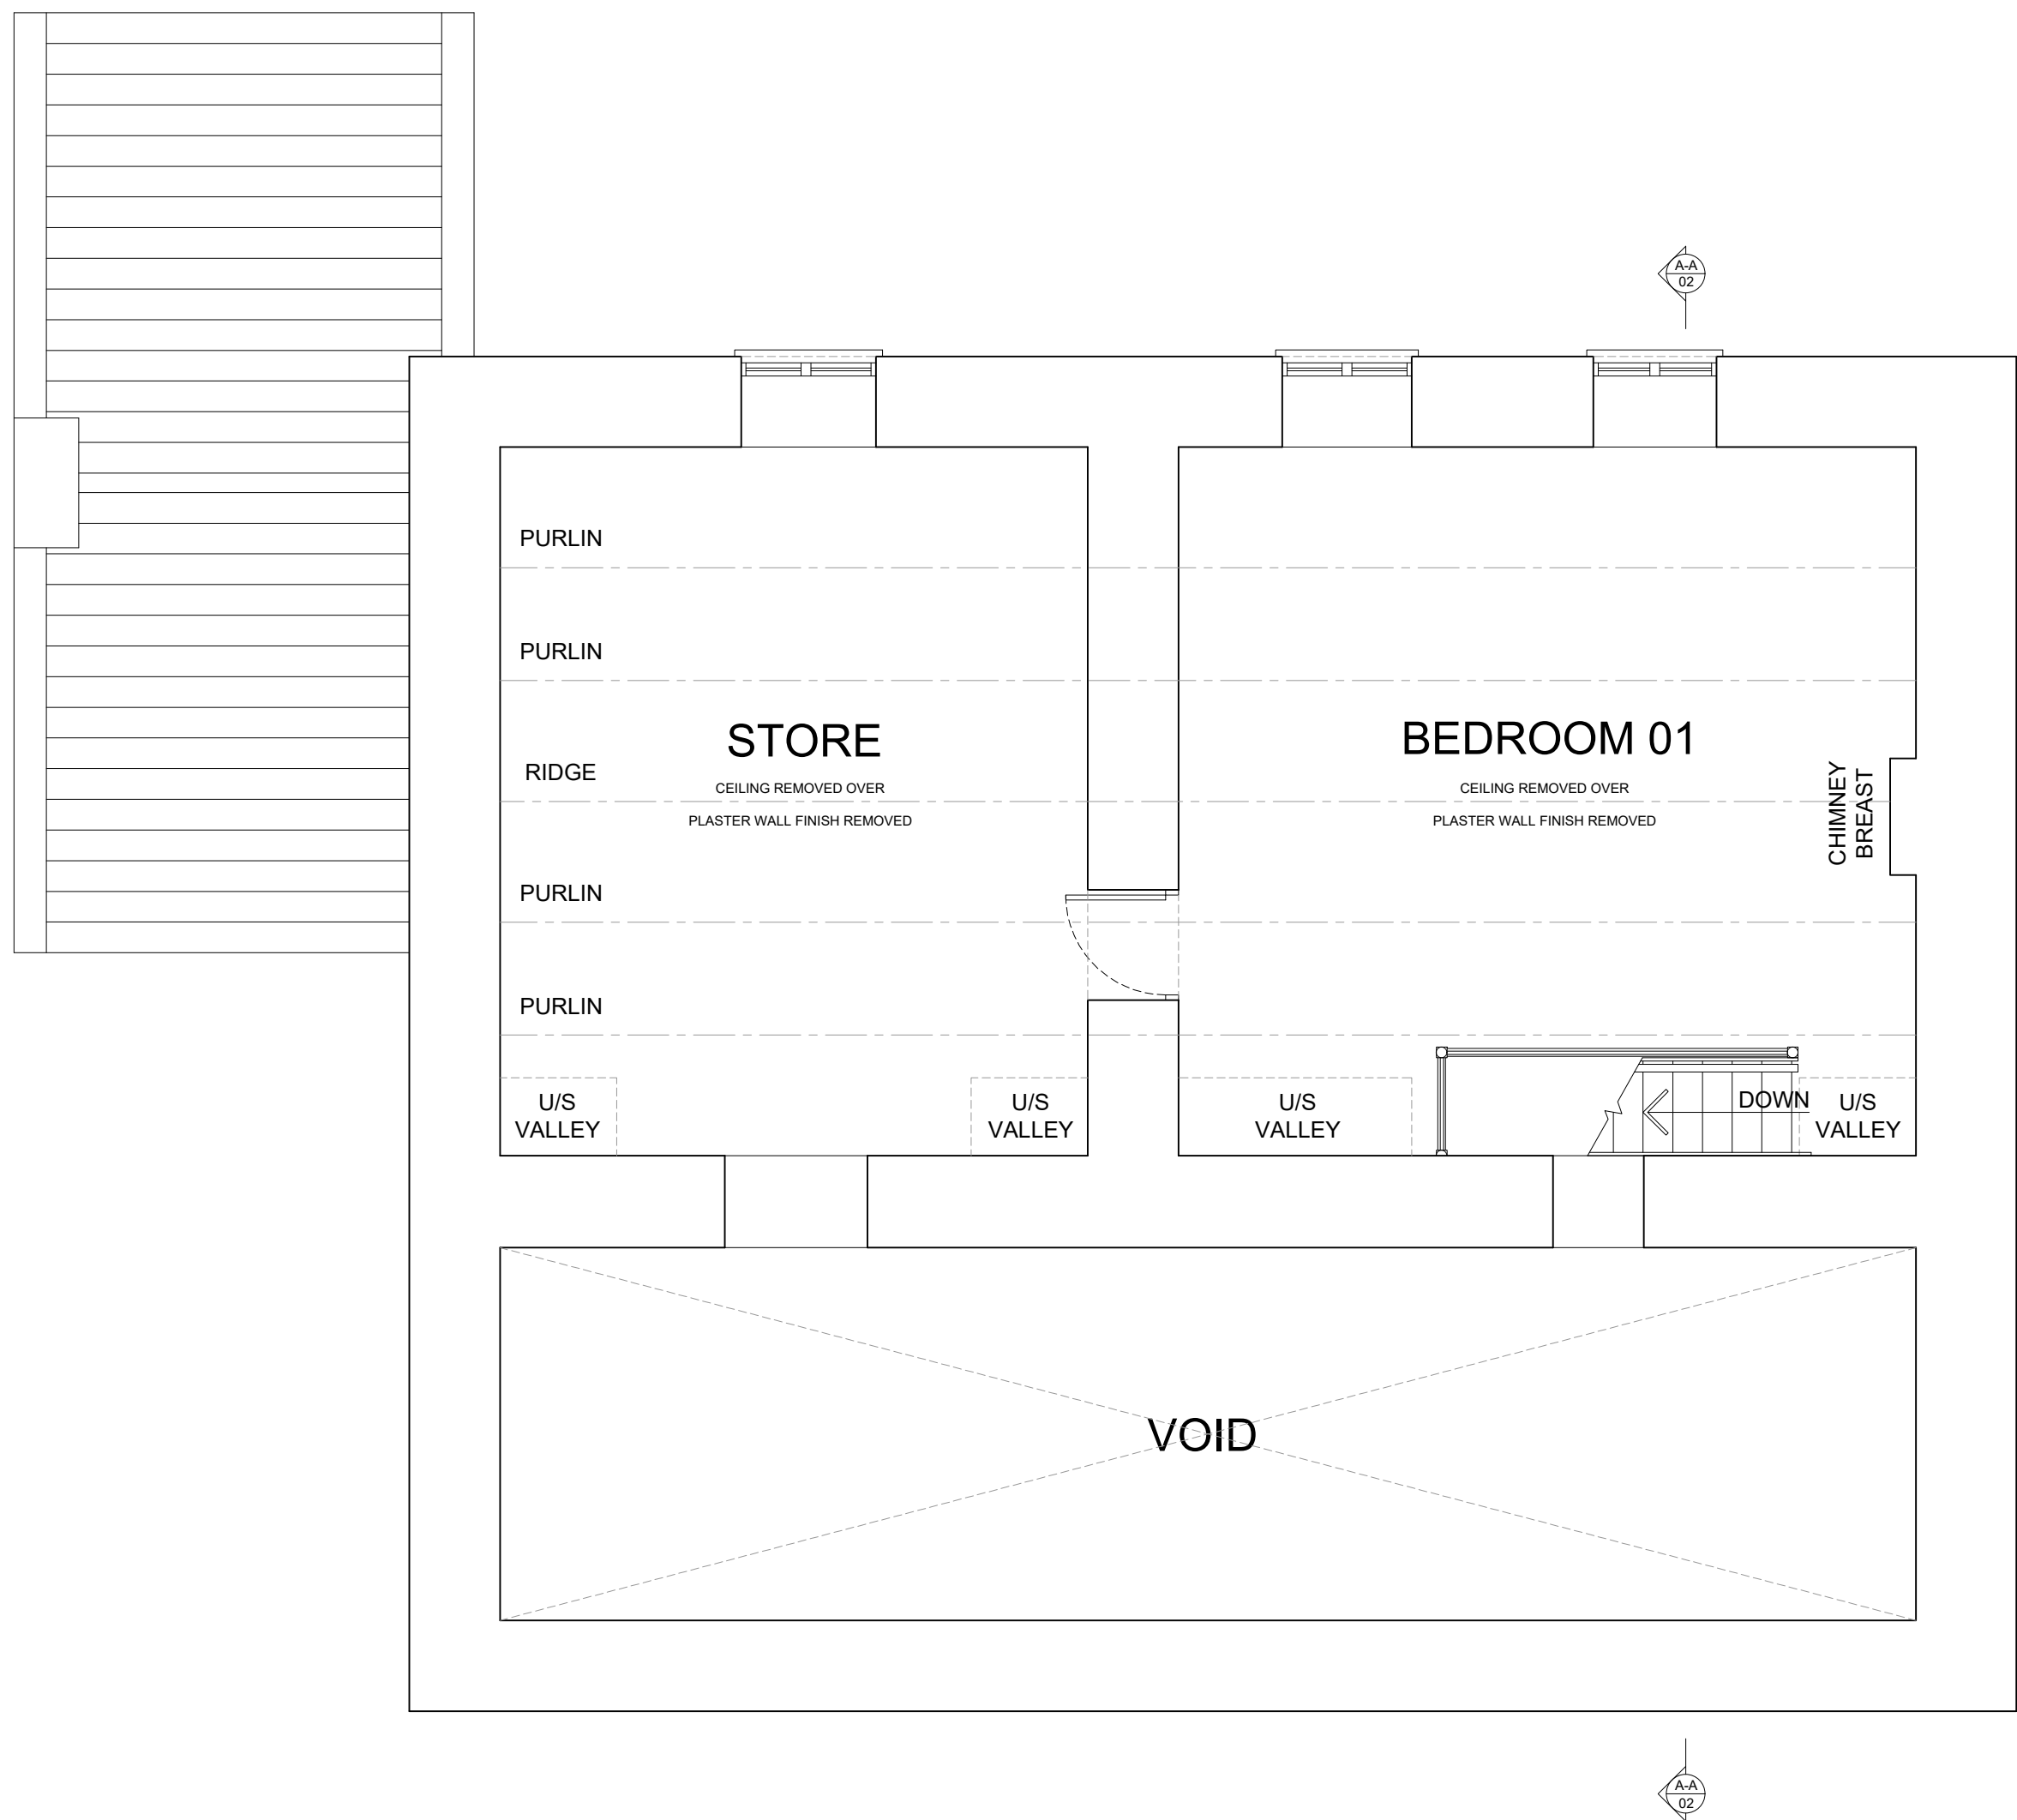 A-A
02
PURLIN
PURLIN
STORE
BEDROOM 01
RIDGE
CEILING REMOVED OVER
CEILING REMOVED OVER
PLASTER WALL FINISH REMOVED
PLASTER WALL FINISH REMOVED
CHIMNEY
BREAST
PURLIN
PURLIN
U/S
VALLEY
U/S
VALLEY
U/S
VALLEY
DOWN
U/S
VALLEY
VOID
A-A
02